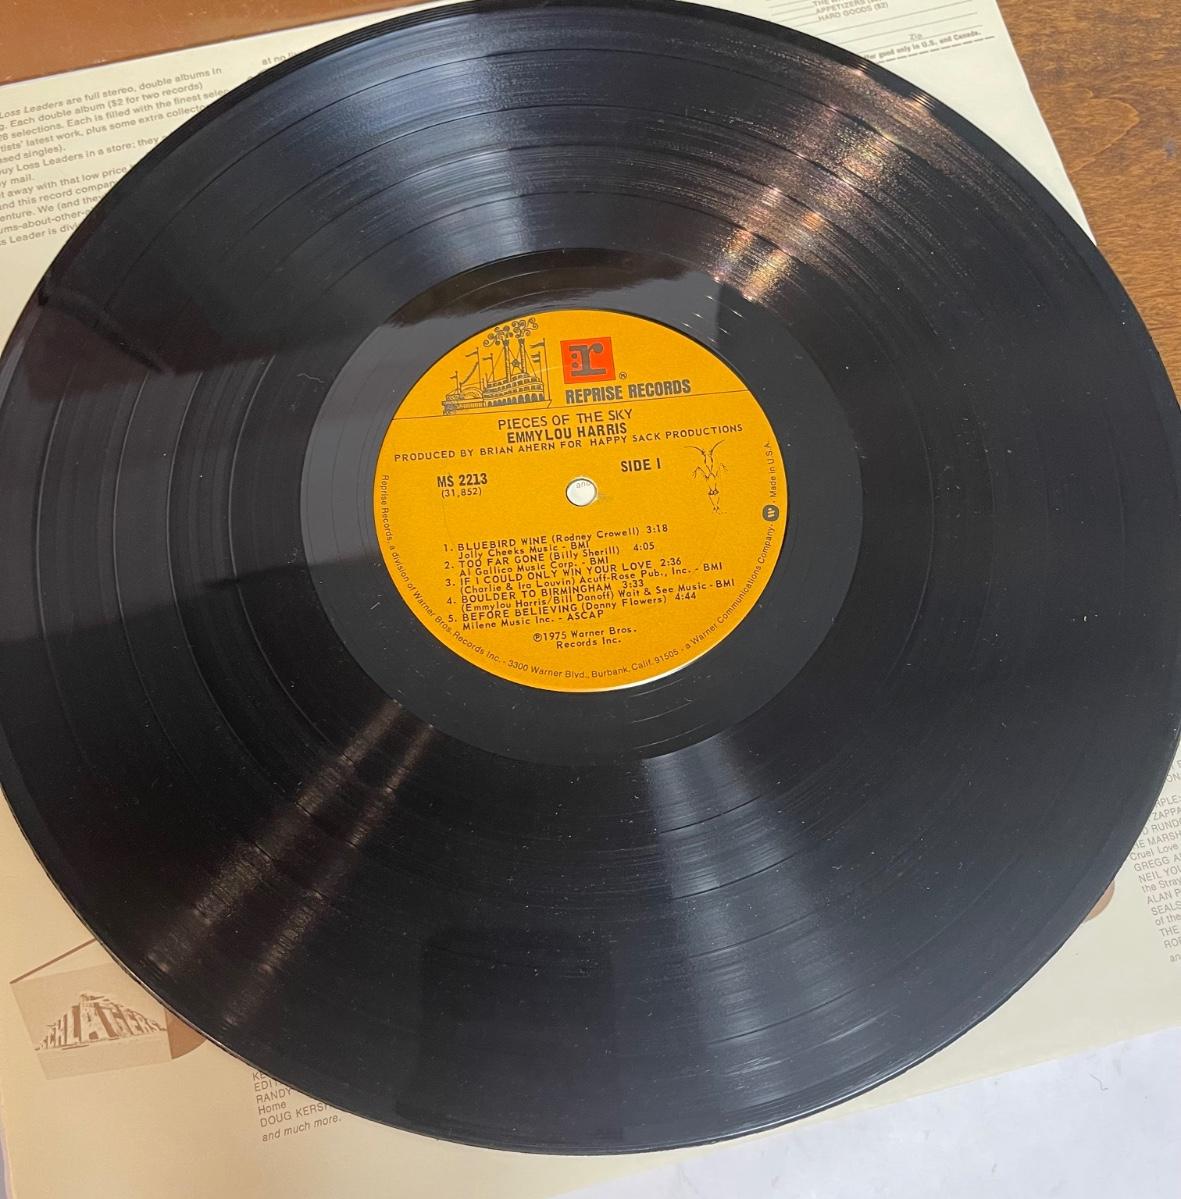 APPETIZERS
HARD GOODS ($2)
Zip
good only in U.S. and Canada.
at no
Loss Leaders are full stereo, double albums in
Each double album ($2 for two records)
selections. Each is filled with the finest
latest work, plus some extra
singles).
Loss Leaders in a store; they
mail.
away with that low price
and this record
We (and
Leader is
r
REPRISE RECORDS
PIECES OF THE SKY
EMMYLOU HARRIS
PRODUCED BY BRIAN AHERN FOR HAPPY SACK PRODUCTIONS
MS 2213
(31,852)
SIDE I
and
1. BLUEBIRD WINE (Rodney Crowell) 3:18
Jolly Cheeks Music - BMI
2. TOO FAR GONE (Billy Sherill) 4:05
Al Gallico Music Corp. - BMI
3. IF I COULD ONLY WIN YOUR LOVE 2:36
(Charlie & Ira Louvin) Acuff-Rose Pub., Inc. - BMI
4. BOULDER TO BIRMINGHAM 3:33
(Emmylou Harris/Bill Danoff) Wait & See Music - BMI
5. BEFORE BELIEVING (Danny Flowers) 4:44
Milene Music Inc. - ASCAP
℗1975 Warner Bros.
Records Inc.
Reprise Records, a division of Warner Bros. Records Inc. - 3300 Warner Blvd., Burbank, Calif. 91505 - a Warner Communications Company - Made in U.S.A.
SCHLAGERS
RANDY
Home
DOUG
and much more.
Cruel Love
GREGG
NEIL
the
ALAN
SEALS
of the
THE